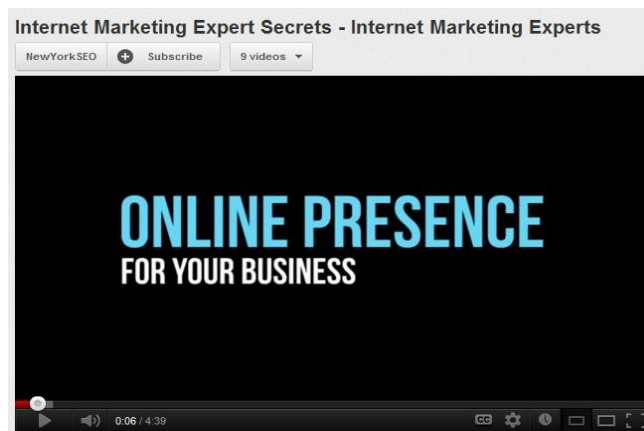 Internet Marketing Expert Secrets - Internet Marketing Experts
NewYorkSEO Subscribe 9 videos
ONLINE PRESENCE
FOR YOUR BUSINESS
0:06 / 4:39 CC